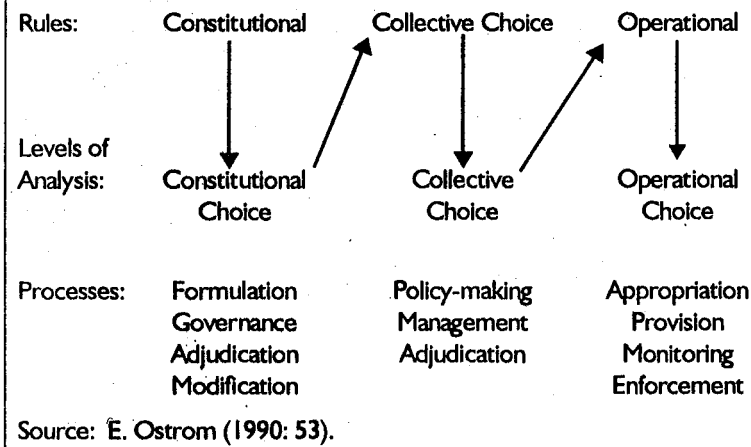 Rules: Constitutional Collective Choice Operational
Levels of
Analysis: Constitutional Collective Operational
Choice Choice Choice
Processes: Formulation Policy-making Appropriation
Governance Management Provision
Adjudication Adjudication Monitoring
Modification Enforcement
Source: E. Ostrom (1990: 53).